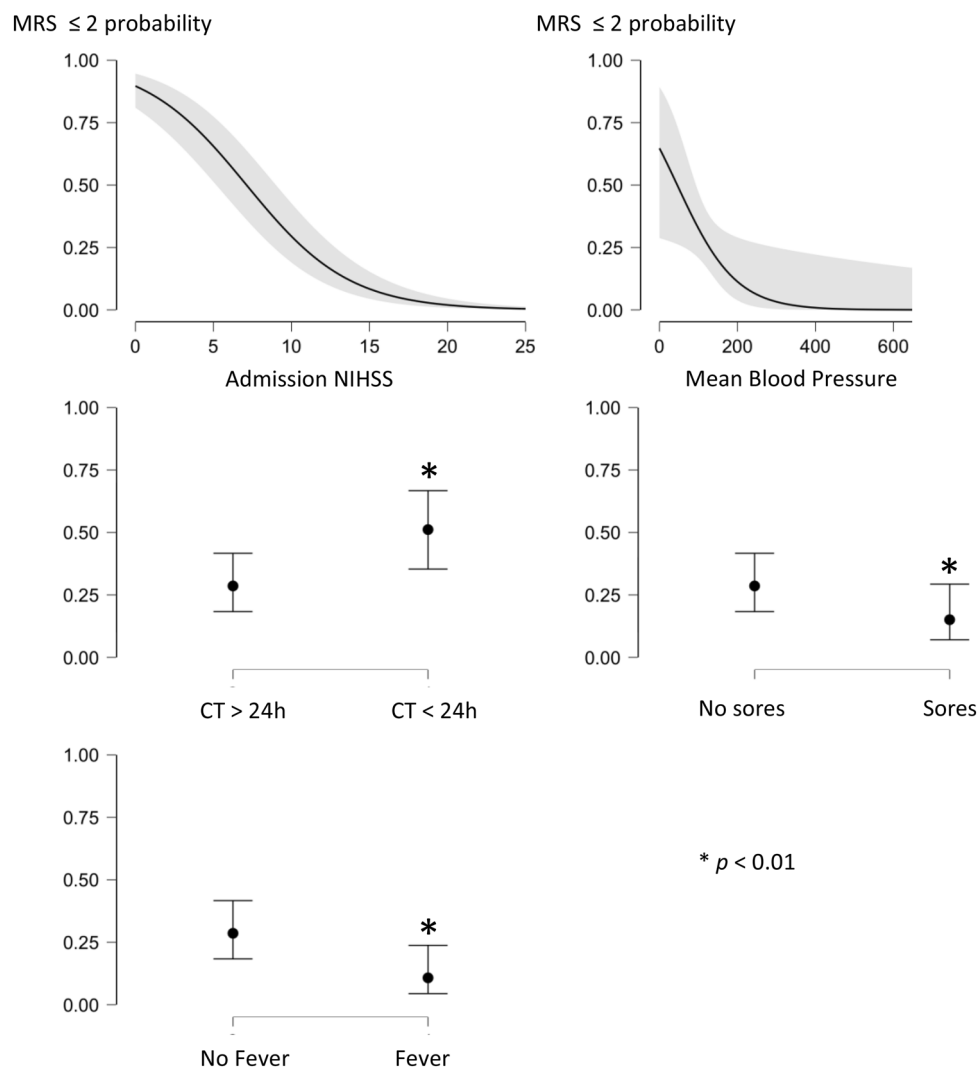 MRS ≤ 2 probability
MRS ≤ 2 probability
1.00
0.75
0.50
0.25
0.00
0 5 10 15 20 25
Admission NIHSS
1.00
0.75
0.50
0.25
0.00
0 200 400 600
Mean Blood Pressure
1.00
0.75
0.50
0.25
0.00
*
CT > 24h CT < 24h
1.00
0.75
0.50
0.25
0.00
*
No sores Sores
1.00
0.75
0.50
0.25
0.00
*
No Fever Fever
* p < 0.01